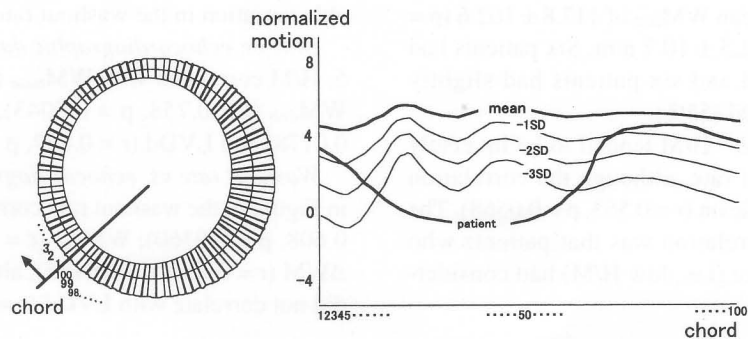 normalized
motion
8
4
0
−4
mean
−1SD
−2SD
−3SD
patient
12345······ ······50······ ······100
chord
3
2
1
100
99
98
chord